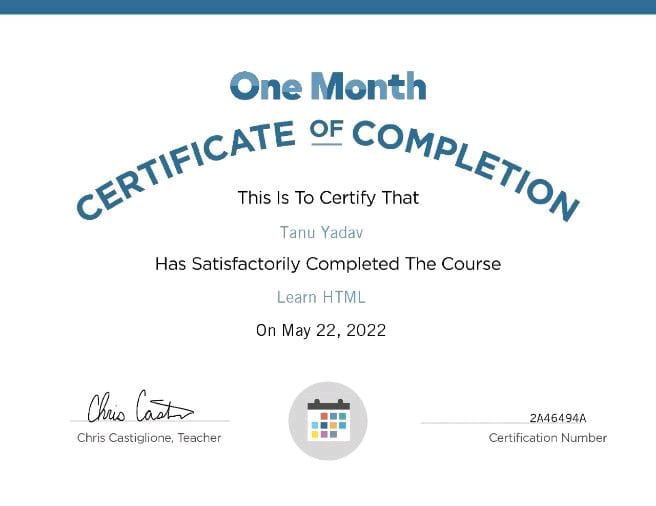 One Month
CERTIFICATE OF COMPLETION
This Is To Certify That
Tanu Yadav
Has Satisfactorily Completed The Course
Learn HTML
On May 22, 2022
Chris Cast
2A46494A
Chris Castiglione, Teacher
Certification Number